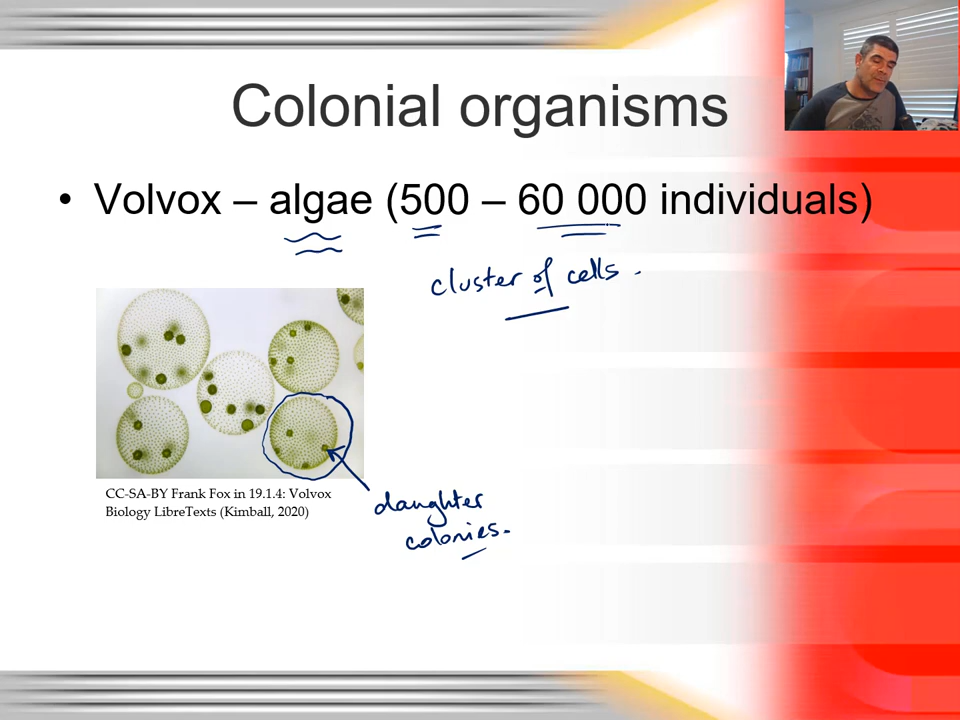 Colonial organisms
• Volvox – algae (500 – 60 000 individuals)
cluster of cells.
CC-SA-BY Frank Fox in 19.1.4: Volvox
Biology LibreTexts (Kimball, 2020)
daughter
colonies.